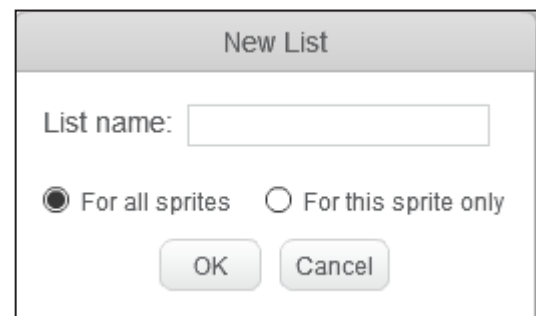 New List
List name:
For all sprites For this sprite only
OK Cancel